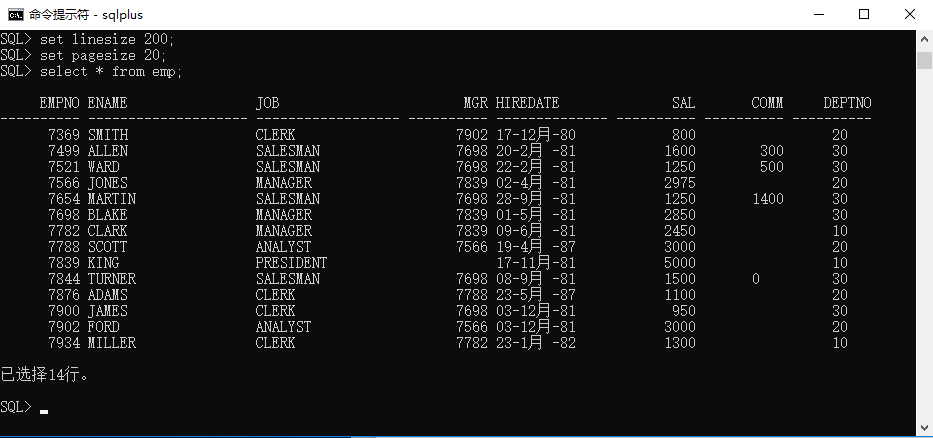 命令提示符 - sqlplus
SQL> set linesize 200;
SQL> set pagesize 20;
SQL> select * from emp;
     EMPNO ENAME                JOB                       MGR HIREDATE              SAL       COMM     DEPTNO
---------- -------------------- ------------------ ---------- -------------- ---------- ---------- ----------
      7369 SMITH                CLERK                    7902 17-12月-80            800                    20
      7499 ALLEN                SALESMAN                 7698 20-2月 -81           1600        300         30
      7521 WARD                 SALESMAN                 7698 22-2月 -81           1250        500         30
      7566 JONES                MANAGER                  7839 02-4月 -81           2975                    20
      7654 MARTIN               SALESMAN                 7698 28-9月 -81           1250       1400         30
      7698 BLAKE                MANAGER                  7839 01-5月 -81           2850                    30
      7782 CLARK                MANAGER                  7839 09-6月 -81           2450                    10
      7788 SCOTT                ANALYST                  7566 19-4月 -87           3000                    20
      7839 KING                 PRESIDENT                     17-11月-81           5000                    10
      7844 TURNER               SALESMAN                 7698 08-9月 -81           1500       0           30
      7876 ADAMS                CLERK                    7788 23-5月 -87           1100                    20
      7900 JAMES                CLERK                    7698 03-12月-81            950                    30
      7902 FORD                 ANALYST                  7566 03-12月-81           3000                    20
      7934 MILLER               CLERK                    7782 23-1月 -82           1300                    10
已选择14行。
SQL>